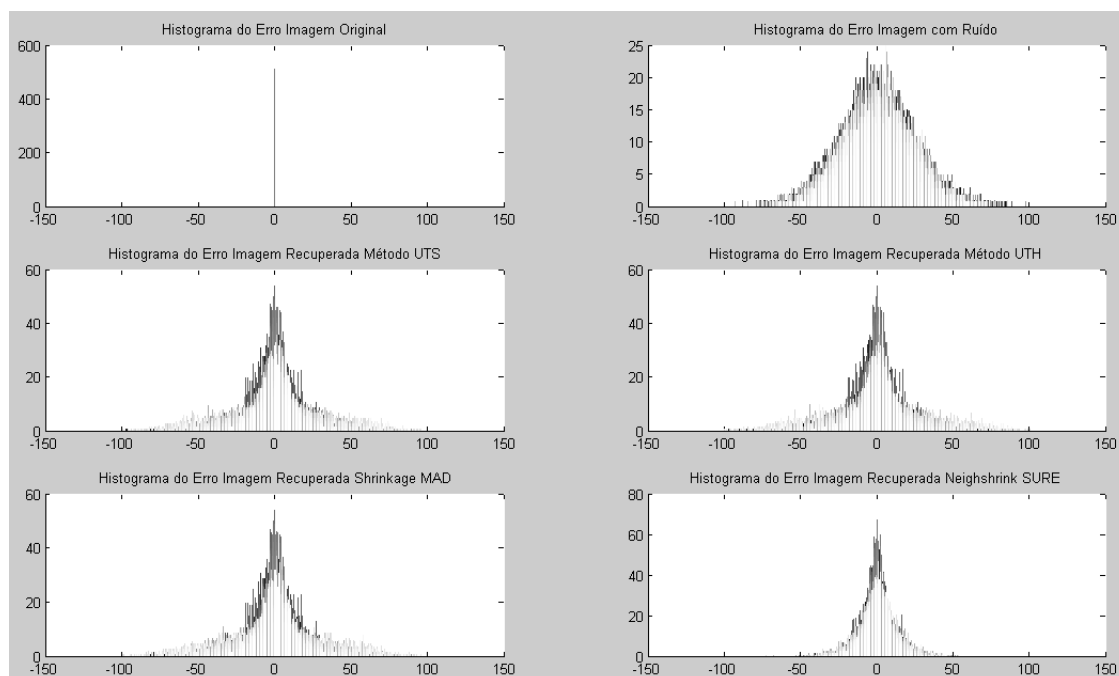 Histograma do Erro Imagem Original
600
400
200
0
-150 -100 -50 0 50 100 150
Histograma do Erro Imagem com Ruído
25
20
15
10
5
0
-150 -100 -50 0 50 100 150
Histograma do Erro Imagem Recuperada Método UTS
60
40
20
0
-150 -100 -50 0 50 100 150
Histograma do Erro Imagem Recuperada Método UTH
60
40
20
0
-150 -100 -50 0 50 100 150
Histograma do Erro Imagem Recuperada Shrinkage MAD
60
40
20
0
-150 -100 -50 0 50 100 150
Histograma do Erro Imagem Recuperada Neighshrink SURE
80
60
40
20
0
-150 -100 -50 0 50 100 150